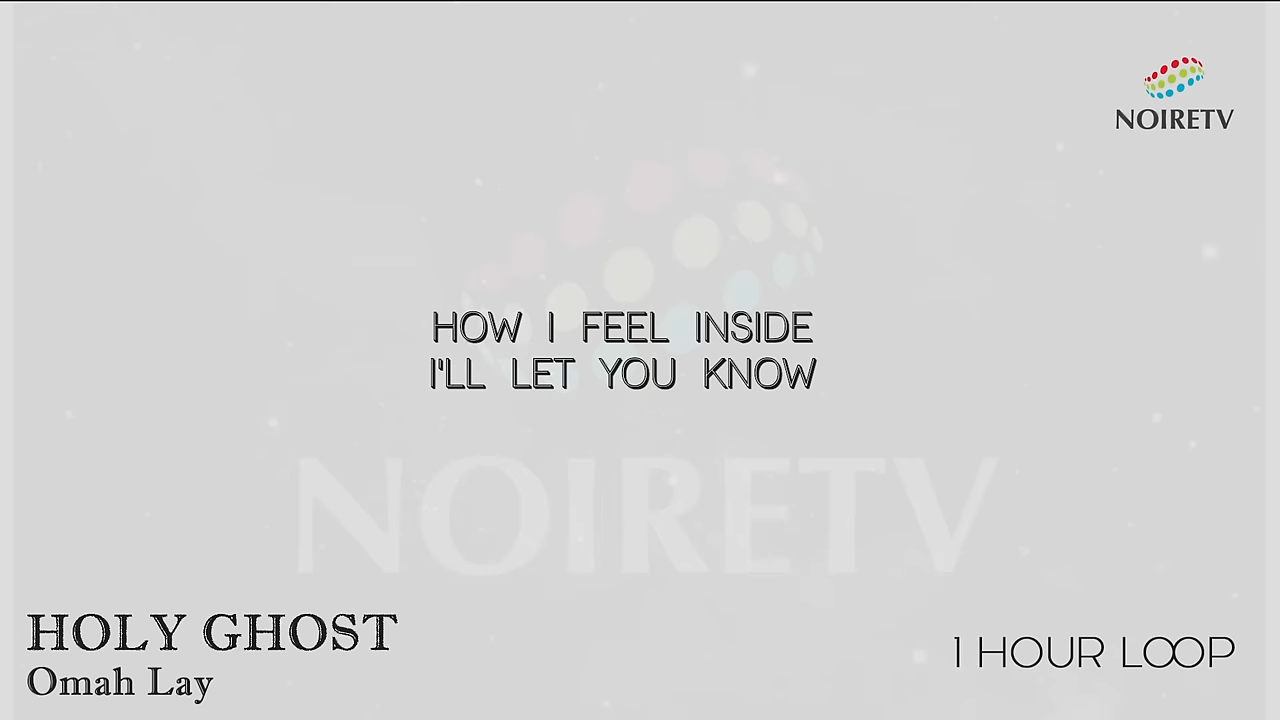 NOIRETV
HOW I FEEL INSIDE
I'LL LET YOU KNOW
NOIRETV
HOLY GHOST
Omah Lay
1 HOUR LOOP